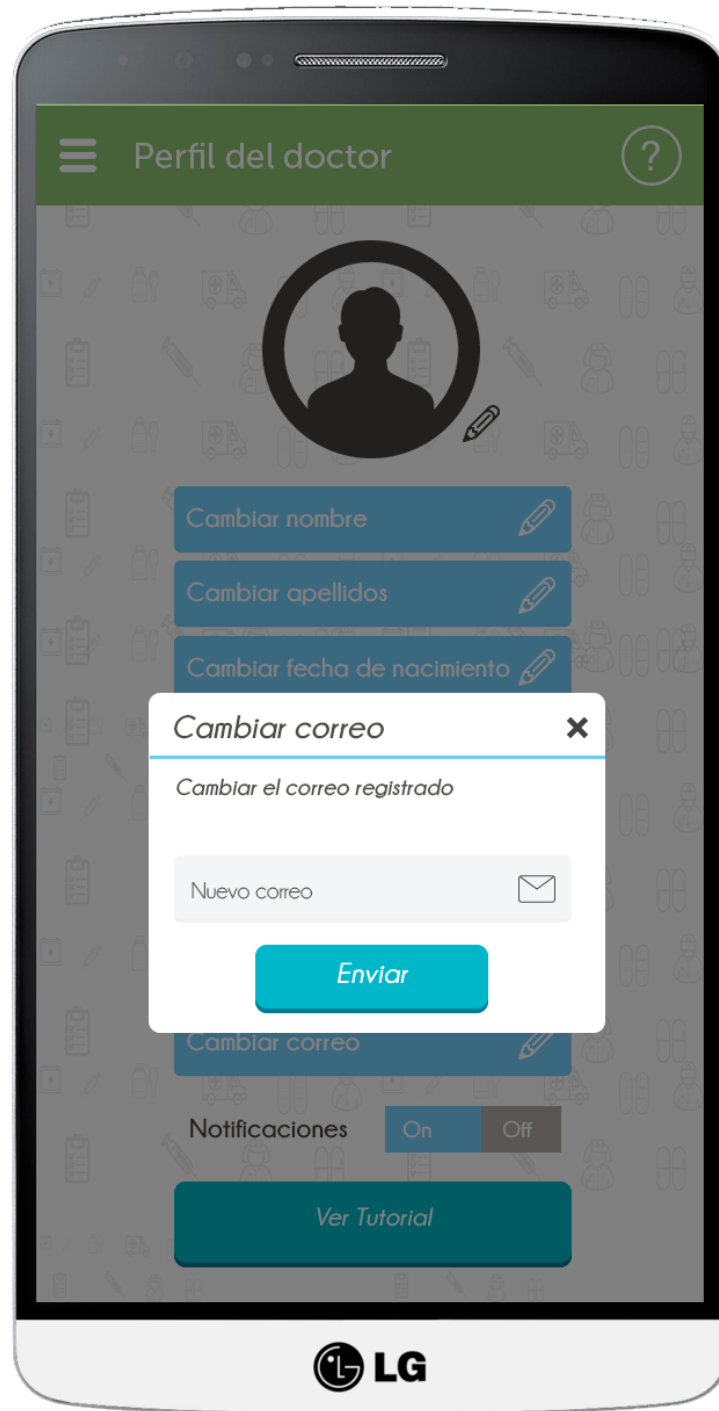 Perfil del doctor ?
Cambiar nombre
Cambiar apellidos
Cambiar fecha de nacimiento
Cambiar correo
Cambiar el correo registrado
Nuevo correo
Enviar
Cambiar correo
Notificaciones On Off
Ver Tutorial
LG